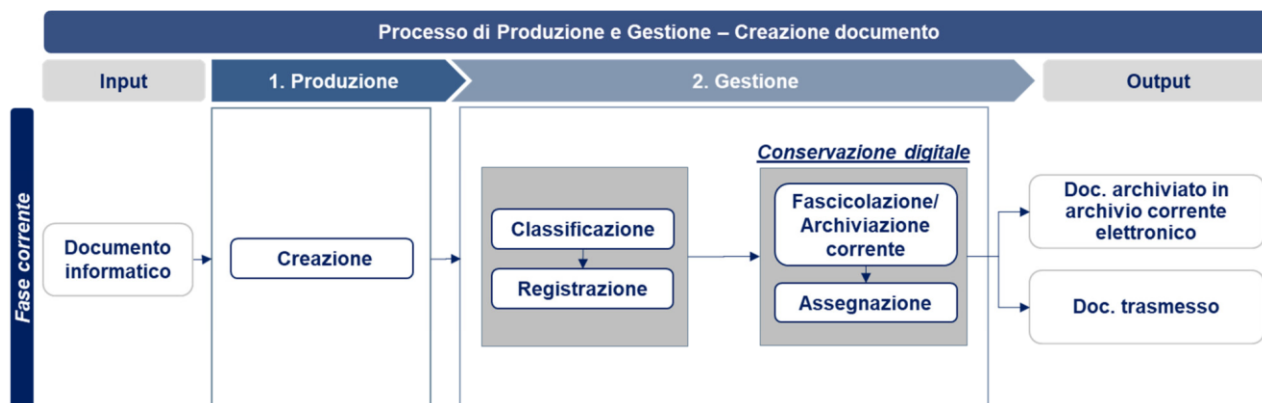 Processo di Produzione e Gestione – Creazione documento
Input
1. Produzione
2. Gestione
Output
Fase corrente
Documento
informatico
Creazione
Classificazione
Registrazione
Conservazione digitale
Fascicolazione/
Archiviazione
corrente
Assegnazione
Doc. archiviato in
archivio corrente
elettronico
Doc. trasmesso